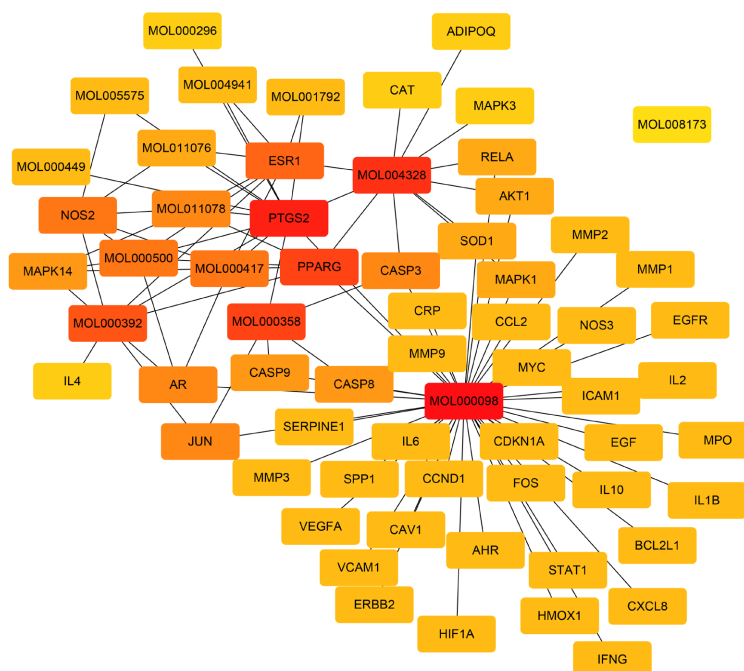 MOL000296
ADIPOQ
MOL004941
CAT
MOL005575
MOL001792
MAPK3
MOL008173
MOL011076
ESR1
MOL004328
RELA
MOL000449
AKT1
NOS2
MOL011078
PTGS2
SOD1
MMP2
MAPK14
MOL000500
MOL000417
PPARG
CASP3
MAPK1
MMP1
MOL000392
MOL000358
CRP
CCL2
NOS3
EGFR
MMP9
MYC
IL4
AR
CASP9
CASP8
MOL000098
ICAM1
IL2
JUN
SERPINE1
IL6
CDKN1A
EGF
MPO
MMP3
SPP1
CCND1
FOS
IL10
IL1B
VEGFA
CAV1
AHR
BCL2L1
VCAM1
STAT1
ERBB2
HMOX1
CXCL8
HIF1A
IFNG